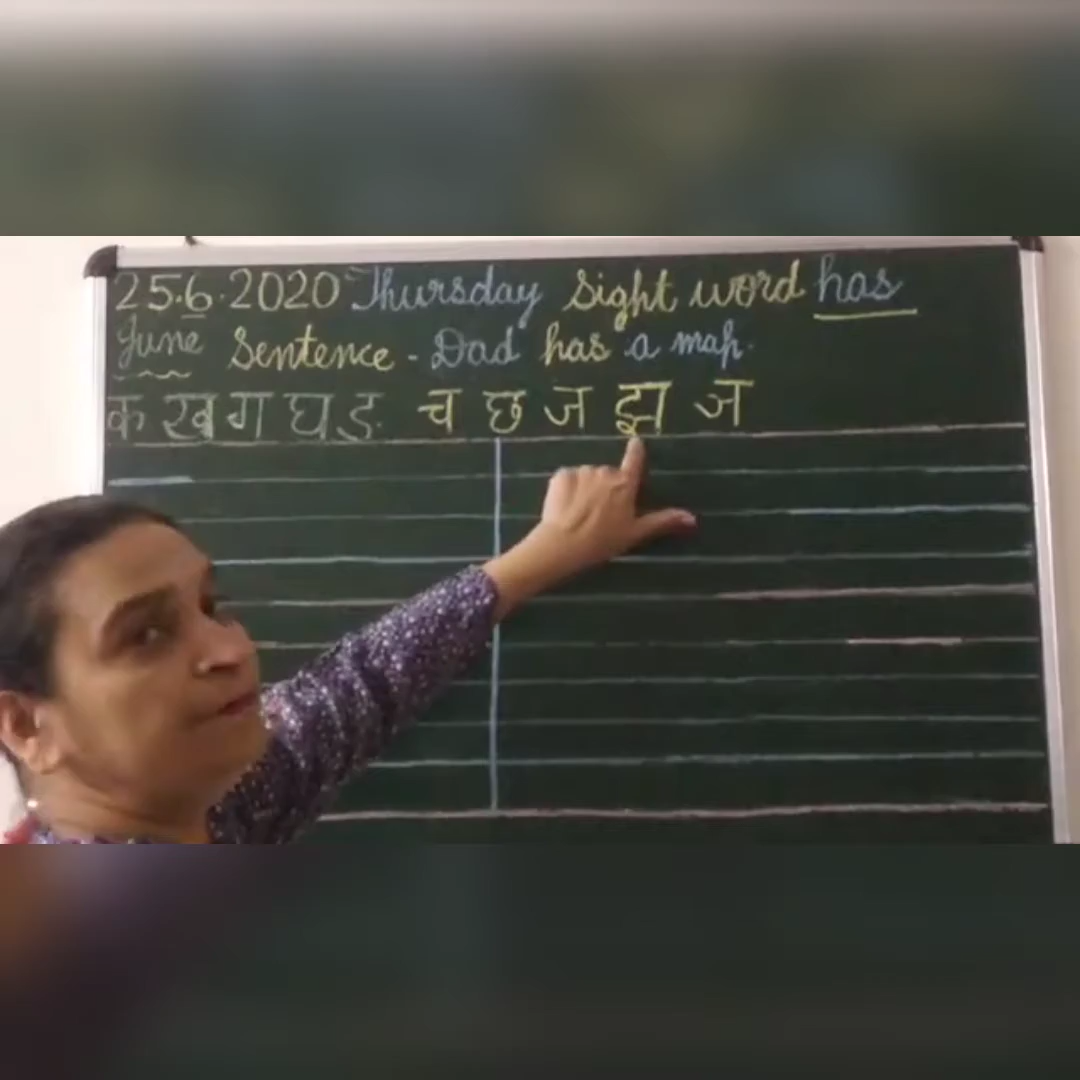 25.6.2020 Thursday Sight word has
June Sentence - Dad has a map.
क ख ग घ ङ च छ ज झ ञ